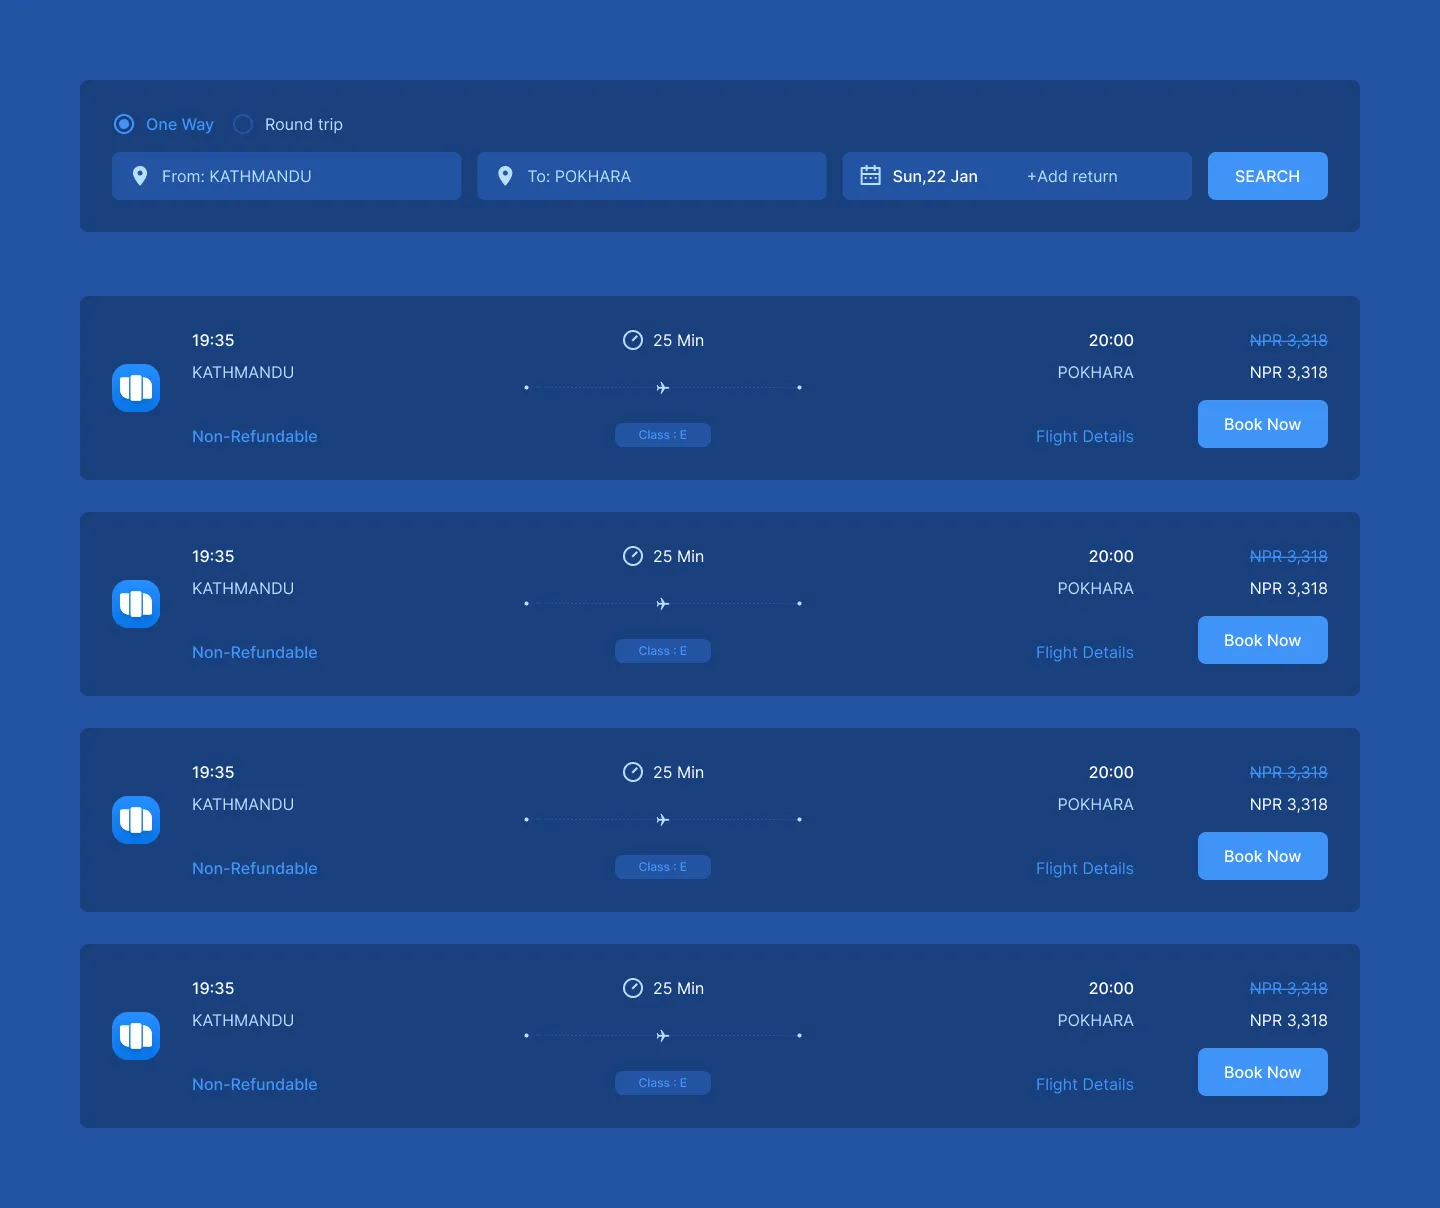 One Way Round trip
From: KATHMANDU To: POKHARA Sun,22 Jan +Add return SEARCH
19:35 25 Min 20:00 NPR 3,318
KATHMANDU POKHARA NPR 3,318
Non-Refundable Class : E Flight Details Book Now
19:35 25 Min 20:00 NPR 3,318
KATHMANDU POKHARA NPR 3,318
Non-Refundable Class : E Flight Details Book Now
19:35 25 Min 20:00 NPR 3,318
KATHMANDU POKHARA NPR 3,318
Non-Refundable Class : E Flight Details Book Now
19:35 25 Min 20:00 NPR 3,318
KATHMANDU POKHARA NPR 3,318
Non-Refundable Class : E Flight Details Book Now